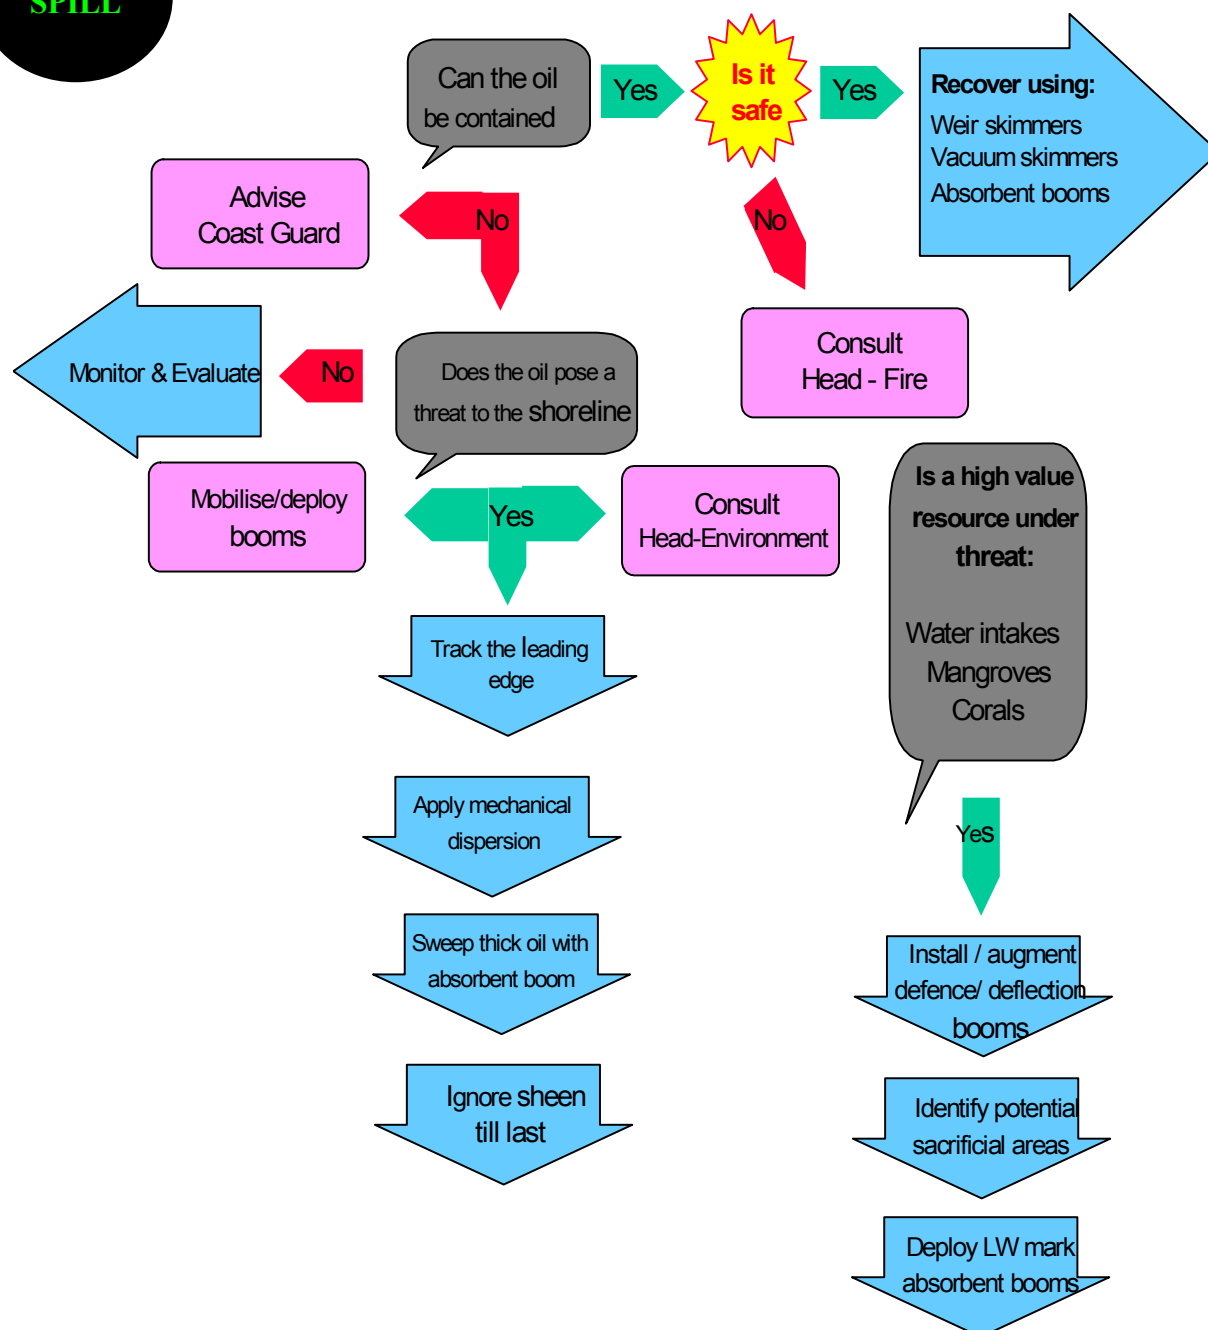 SPILL
Can the oil
be contained
Yes
Is it
safe
Yes
Recover using:
Weir skimmers
Vacuum skimmers
Absorbent booms
Advise
Coast Guard
No
No
Consult
Head - Fire
Monitor & Evaluate
No
Does the oil pose a
threat to the shoreline
Mobilise/deploy
booms
Yes
Consult
Head-Environment
Is a high value
resource under
threat:
Water intakes
Mangroves
Corals
Track the leading
edge
Apply mechanical
dispersion
Yes
Sweep thick oil with
absorbent boom
Install / augment
defence/ deflection
booms
Ignore sheen
till last
Identify potential
sacrificial areas
Deploy LW mark
absorbent booms